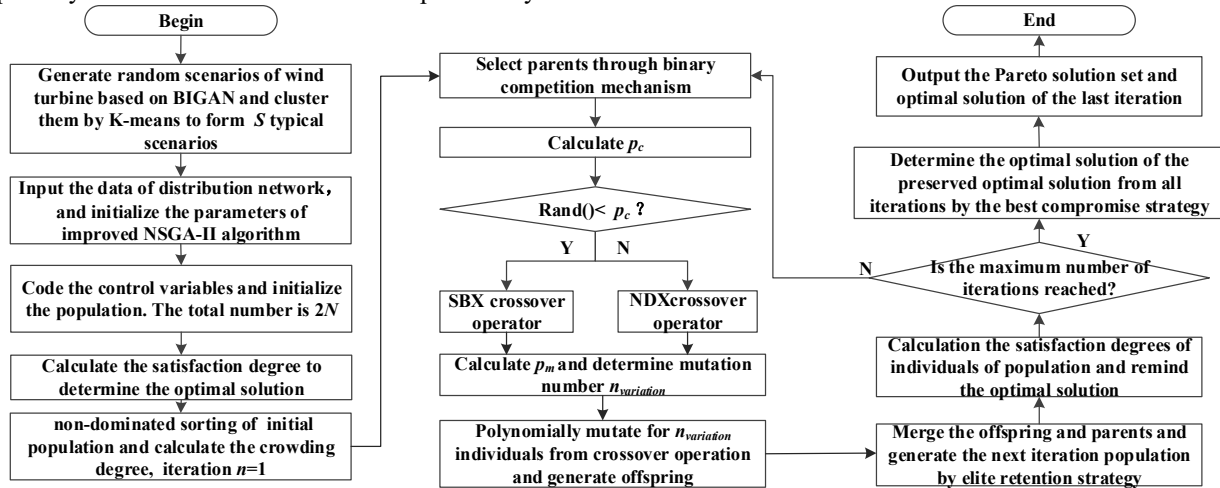 Begin
Generate random scenarios of wind
turbine based on BIGAN and cluster
them by K-means to form S typical
scenarios
Input the data of distribution network,
and initialize the parameters of
improved NSGA-II algorithm
Code the control variables and initialize
the population. The total number is 2N
Calculate the satisfaction degree to
determine the optimal solution
non-dominated sorting of initial
population and calculate the crowding
degree, iteration n=1
Select parents through binary
competition mechanism
Calculate pc
Rand()< pc ?
Y
N
SBX crossover
operator
NDXcrossover
operator
Calculate pm and determine mutation
number nvariation
Polynomially mutate for nvariation
individuals from crossover operation
and generate offspring
End
Output the Pareto solution set and
optimal solution of the last iteration
Determine the optimal solution of the
preserved optimal solution from all
iterations by the best compromise strategy
Y
N
Is the maximum number of
iterations reached?
Calculation the satisfaction degrees of
individuals of population and remind
the optimal solution
Merge the offspring and parents and
generate the next iteration population
by elite retention strategy